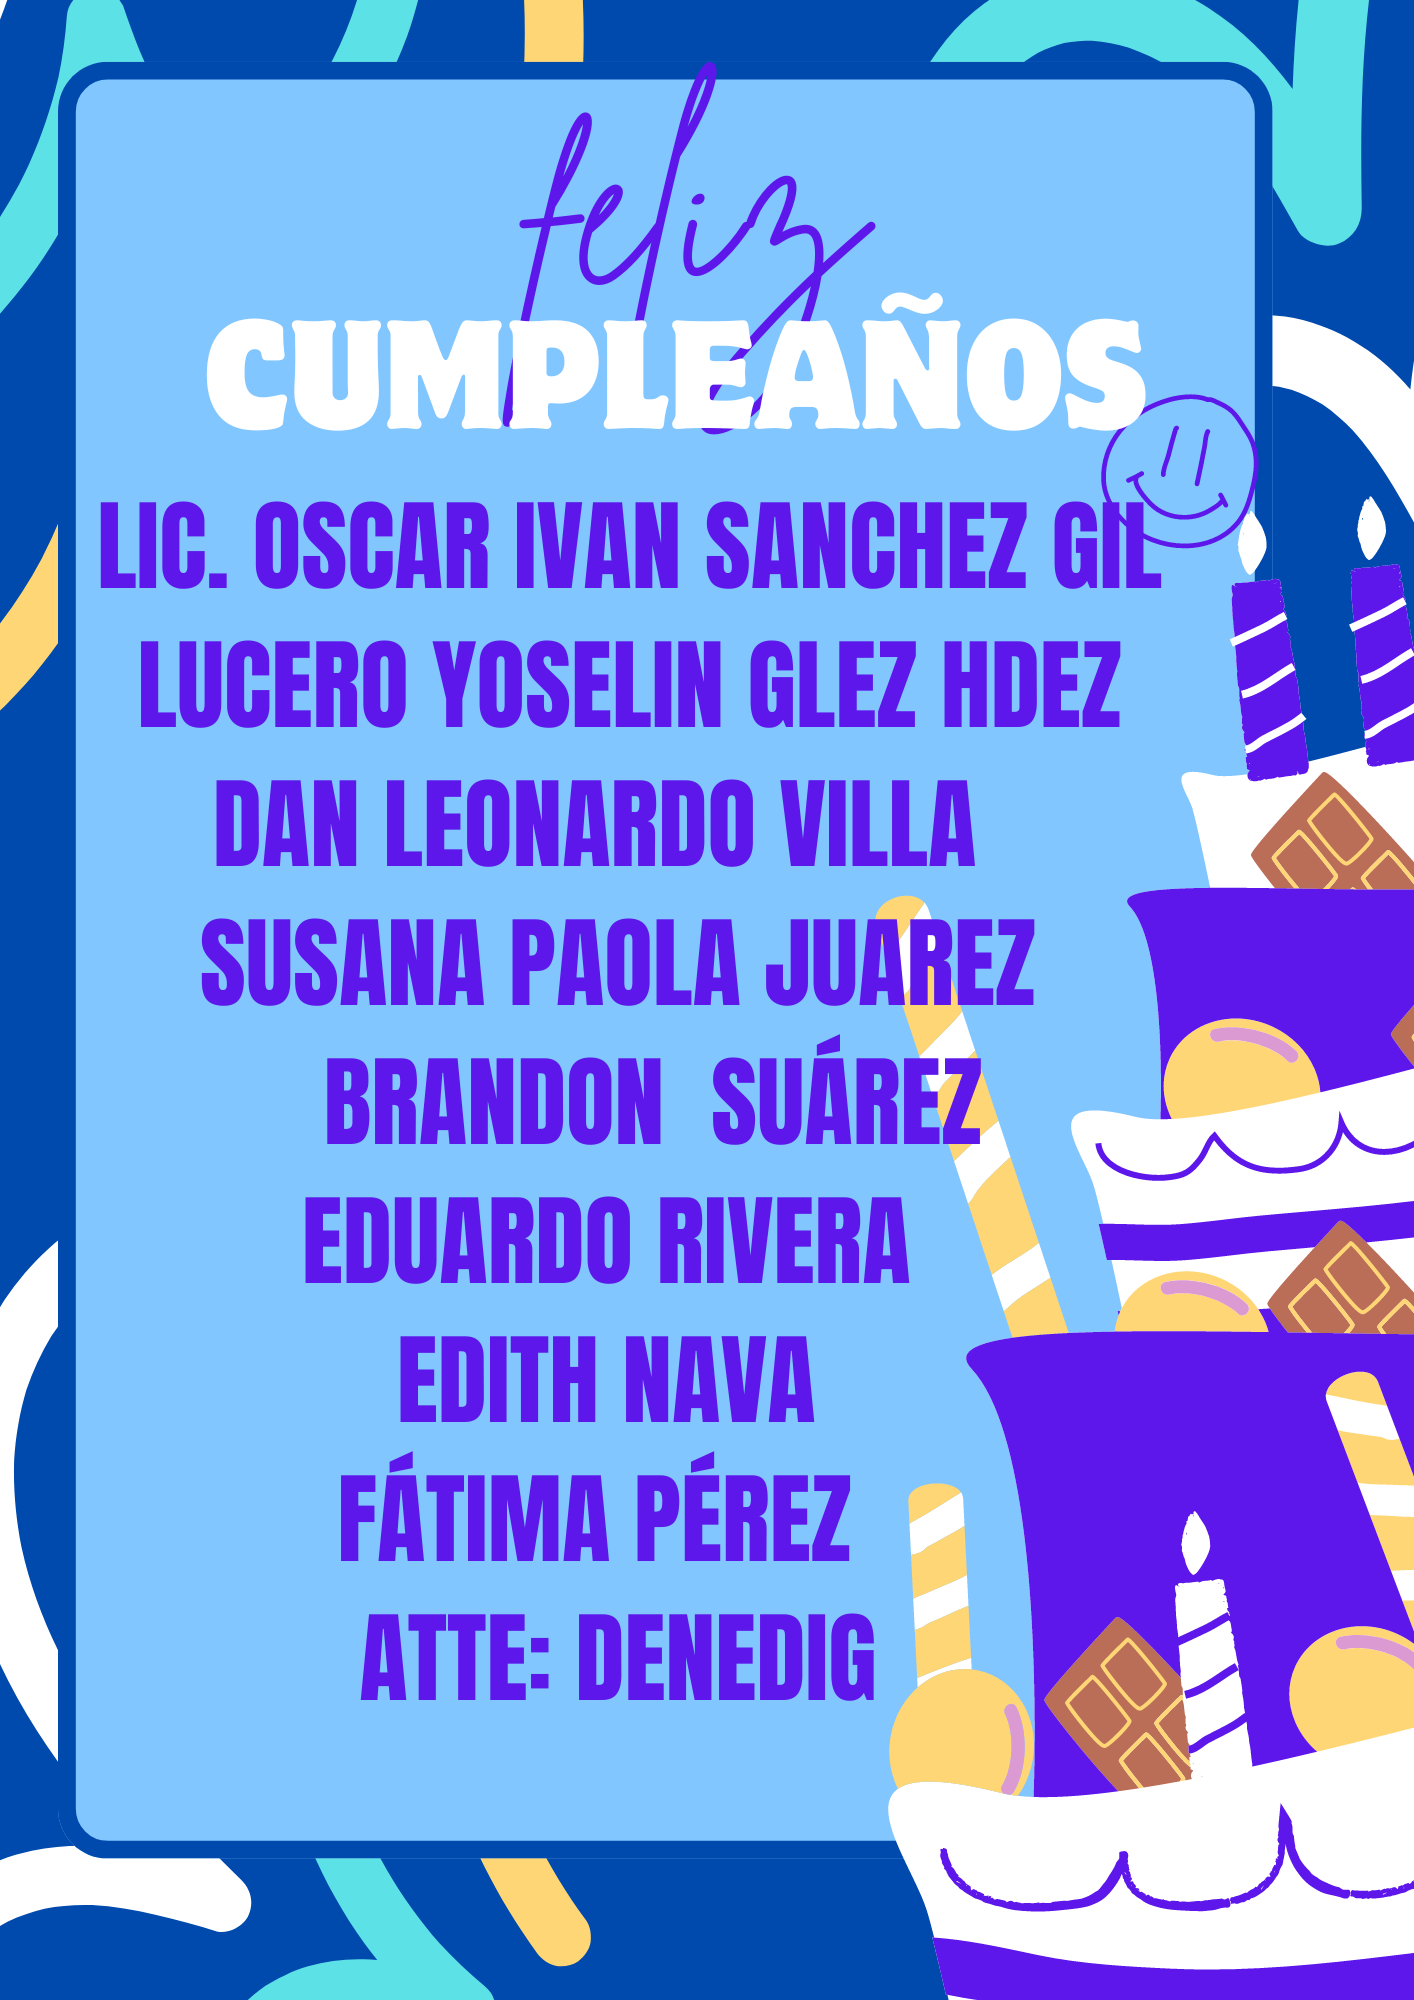 feliz
CUMPLEAÑOS
LIC. OSCAR IVAN SANCHEZ GIL
LUCERO YOSELIN GLEZ HDEZ
DAN LEONARDO VILLA
SUSANA PAOLA JUAREZ
BRANDON SUÁREZ
EDUARDO RIVERA
EDITH NAVA
FÁTIMA PÉREZ
ATTE: DENEDIG